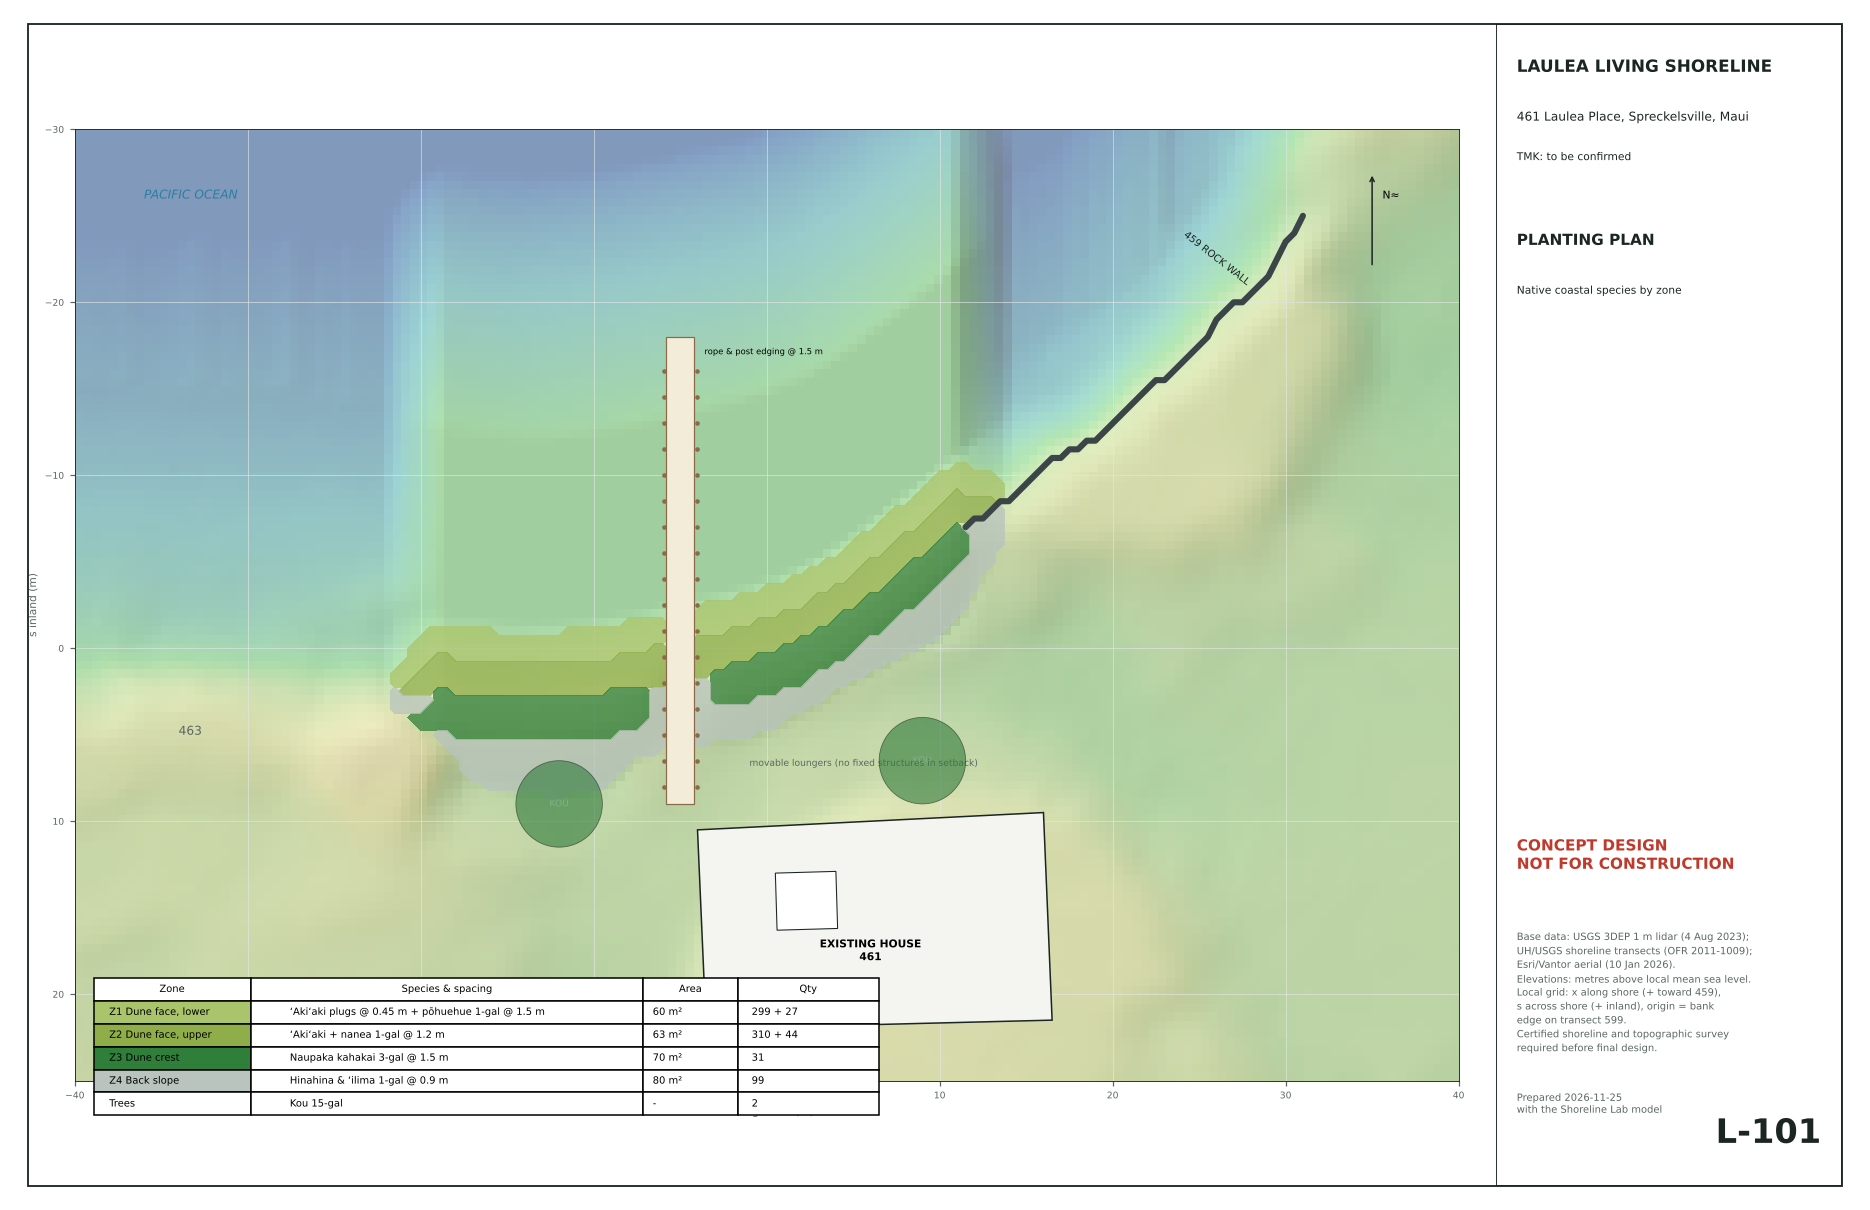 LAULEA LIVING SHORELINE
461 Laulea Place, Spreckelsville, Maui
TMK: to be confirmed
PLANTING PLAN
Native coastal species by zone
CONCEPT DESIGN
NOT FOR CONSTRUCTION
Base data: USGS 3DEP 1 m lidar (4 Aug 2023);
UH/USGS shoreline transects (OFR 2011-1009);
Esri/Vantor aerial (10 Jan 2026).
Elevations: metres above local mean sea level.
Local grid: x along shore (+ toward 459),
s across shore (+ inland), origin = bank
edge on transect 599.
Certified shoreline and topographic survey
required before final design.
Prepared 2026-11-25
with the Shoreline Lab model
L-101
−30
−20
−10
0
10
20
s inland (m)
PACIFIC OCEAN
N≈
459 ROCK WALL
rope & post edging @ 1.5 m
463
movable loungers (no fixed structures in setback)
KOU
EXISTING HOUSE
461
Zone Species & spacing Area Qty
Z1 Dune face, lower ʻAkiʻaki plugs @ 0.45 m + pōhuehue 1-gal @ 1.5 m 60 m² 299 + 27
Z2 Dune face, upper ʻAkiʻaki + nanea 1-gal @ 1.2 m 63 m² 310 + 44
Z3 Dune crest Naupaka kahakai 3-gal @ 1.5 m 70 m² 31
Z4 Back slope Hinahina & ʻilima 1-gal @ 0.9 m 80 m² 99
Trees Kou 15-gal - 2
−40 10 20 30 40